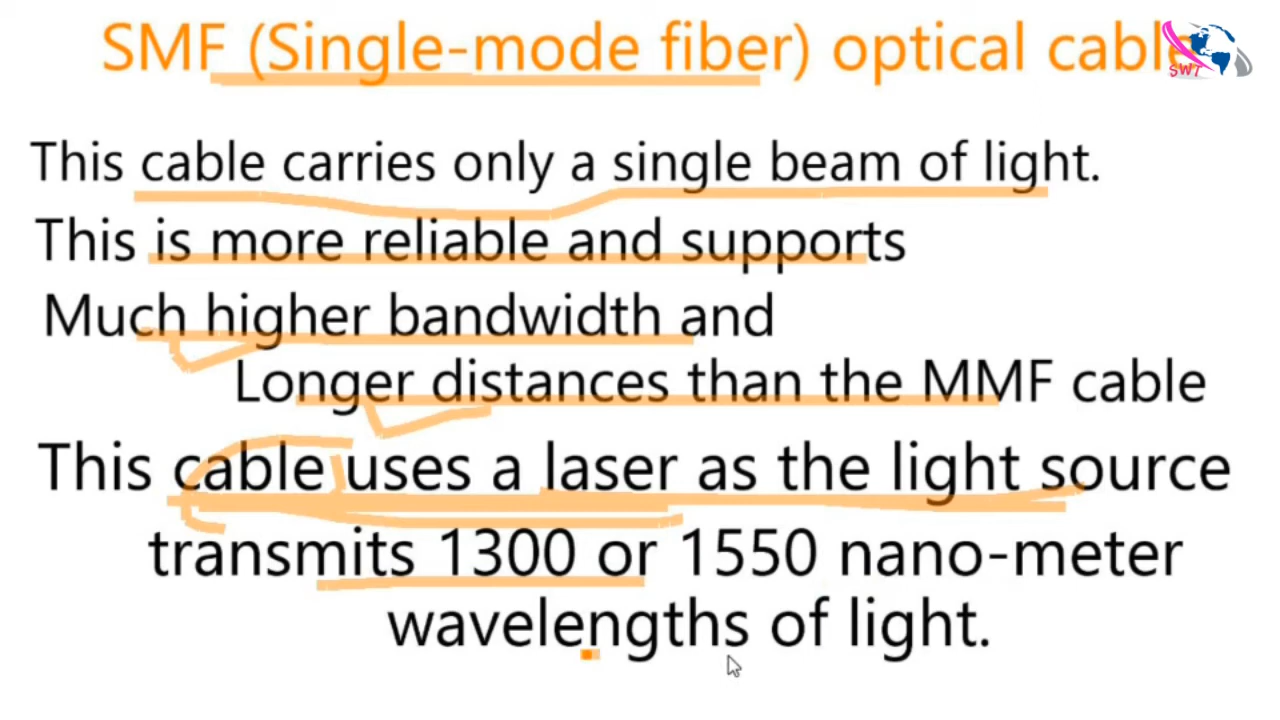 SMF (Single-mode fiber) optical cable
SW7
This cable carries only a single beam of light.
This is more reliable and supports
Much higher bandwidth and
Longer distances than the MMF cable
This cable uses a laser as the light source
transmits 1300 or 1550 nano-meter
wavelengths of light.